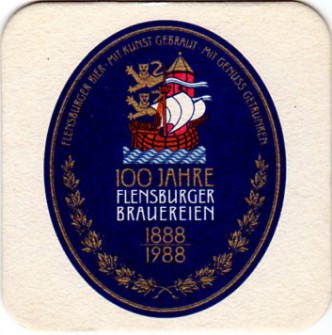 FLENSBURGER BIER · MIT KUNST GEBRAUT · MIT GENUSS GETRUNKEN
100 JAHRE
FLENSBURGER
BRAUEREIEN
1888
1988